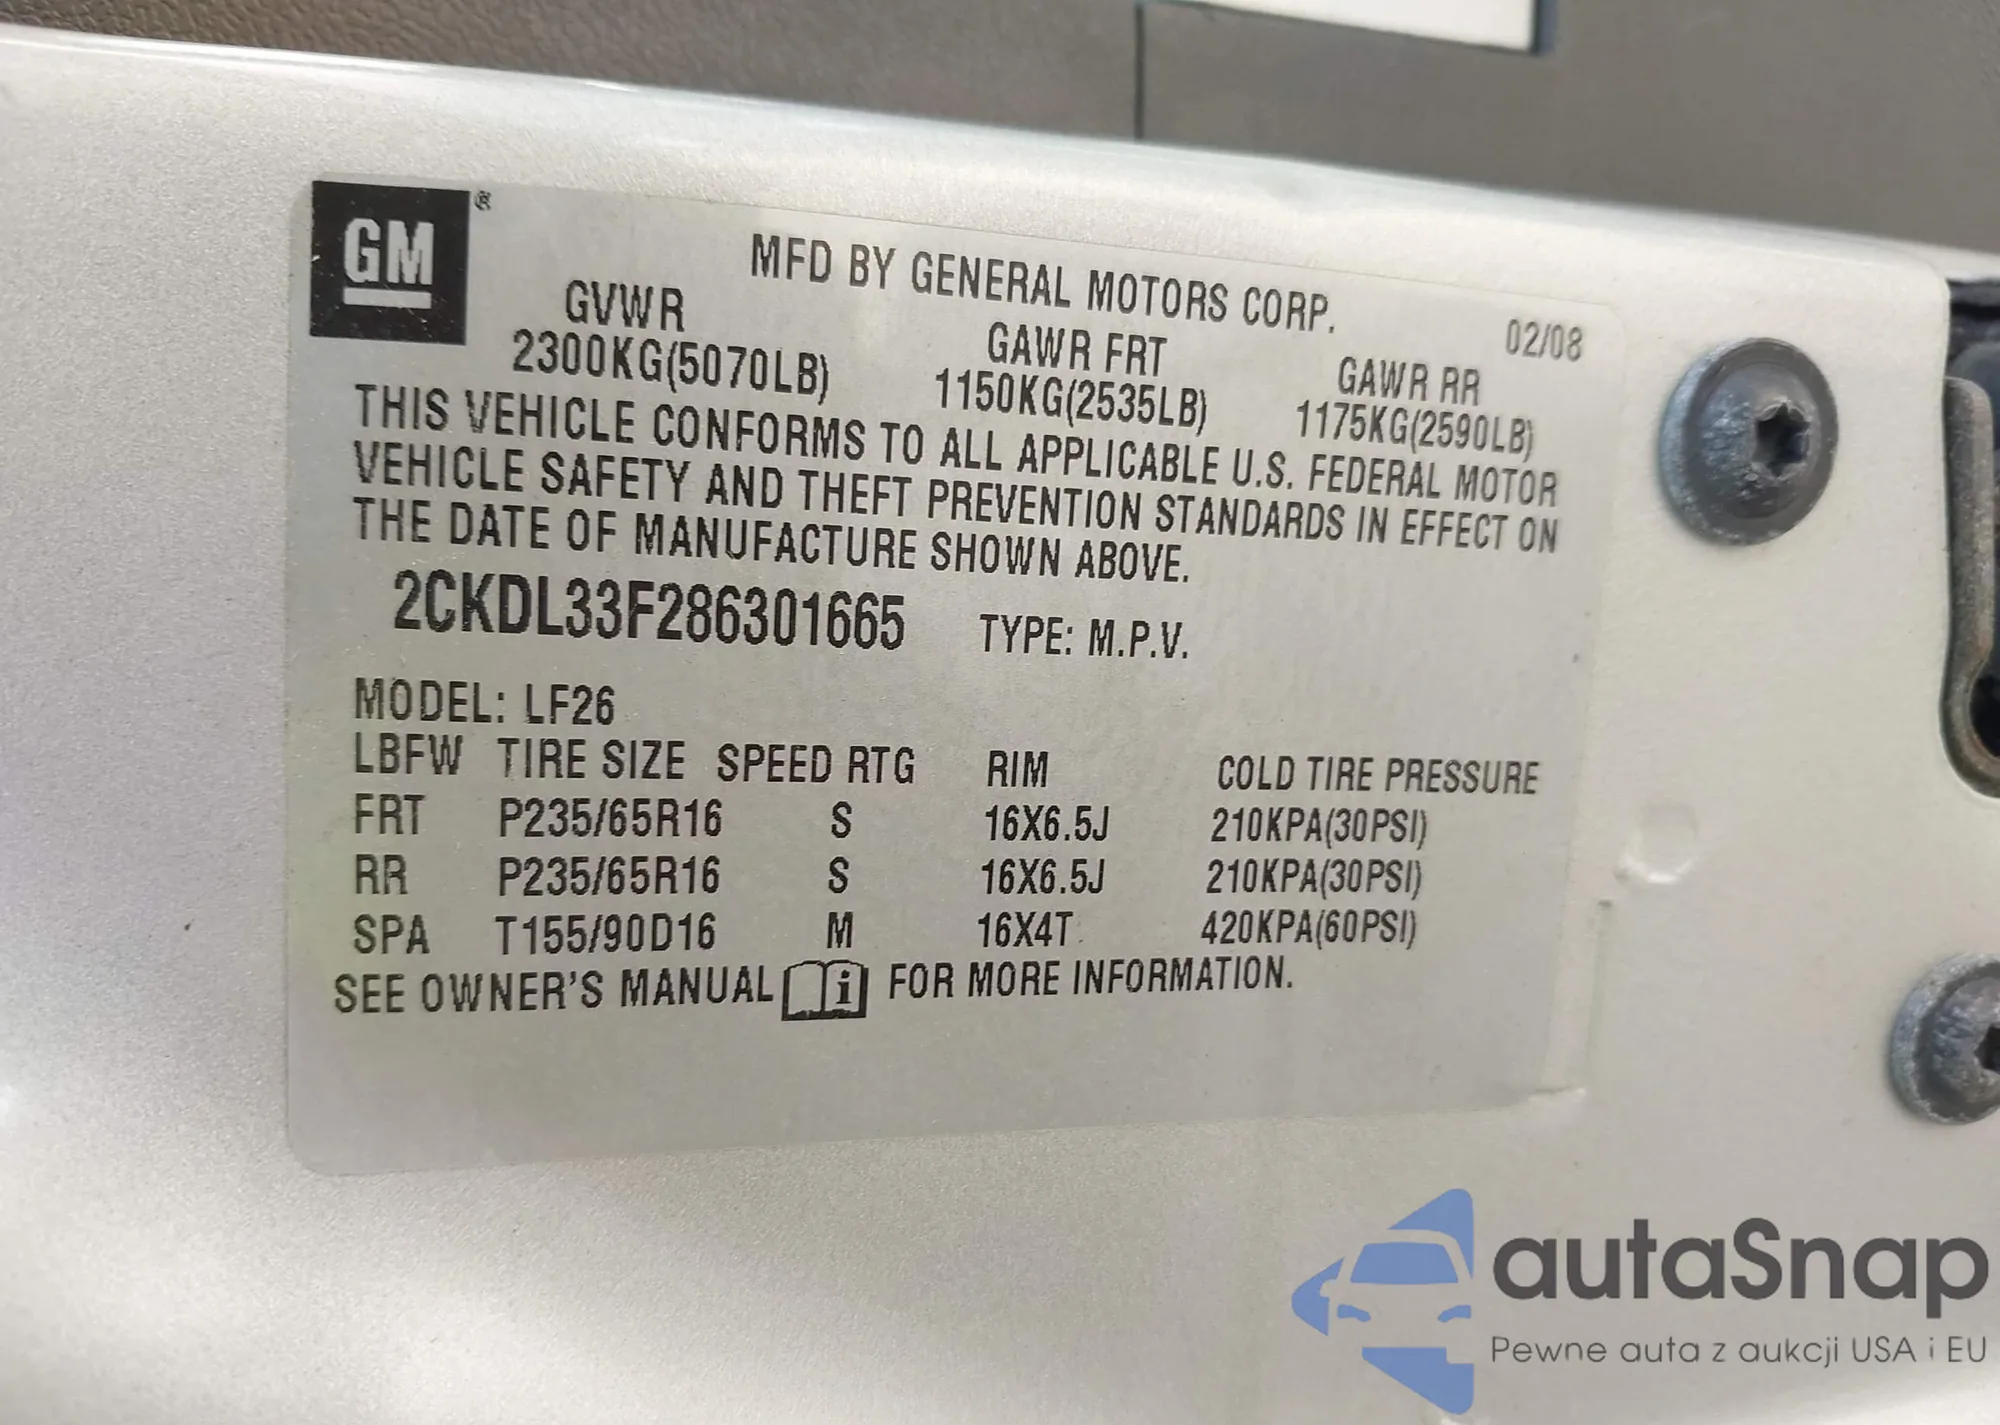 GM®
MFD BY GENERAL MOTORS CORP.
02/08
GVWR GAWR FRT GAWR RR
2300KG(5070LB) 1150KG(2535LB) 1175KG(2590LB)
THIS VEHICLE CONFORMS TO ALL APPLICABLE U.S. FEDERAL MOTOR
VEHICLE SAFETY AND THEFT PREVENTION STANDARDS IN EFFECT ON
THE DATE OF MANUFACTURE SHOWN ABOVE.
2CKDL33F286301665 TYPE: M.P.V.
MODEL: LF26
LBFW TIRE SIZE SPEED RTG RIM COLD TIRE PRESSURE
FRT P235/65R16 S 16X6.5J 210KPA(30PSI)
RR P235/65R16 S 16X6.5J 210KPA(30PSI)
SPA T155/90D16 M 16X4T 420KPA(60PSI)
SEE OWNER'S MANUAL i FOR MORE INFORMATION.
autaSnap
Pewne auta z aukcji USA i EU